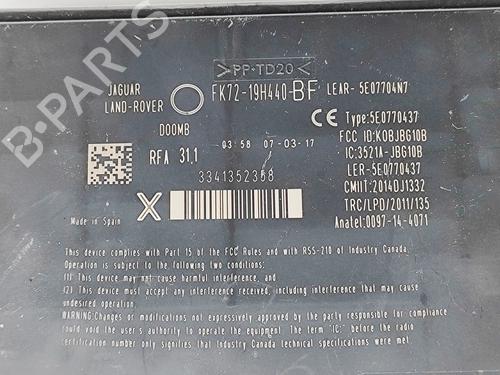 >PP-TD20<
JAGUAR
LAND-ROVER
FK72-19H440-BF
LEAR- 5E07704N7
D00MB
CE Type:5E0770437
FCC ID:KOBJBG10B
RFA 31.1
03:58 07-03-17
IC:3521A-JBG10B
LER-5E0770437
3341352368
CMIIT:2014DJ1332
X
TRC/LPD/2011/135
Made in Spain
Anatel:0097-14-4071
This device complies with Part 15 of the FCC Rules and with RSS-210 of Industry Canada.
Operation is subject to the following two conditions:
(1) This device may not cause harmful interference, and
(2) This device must accept any interference received, including interference that may cause
undesired operation.
WARNING:Changes or modifications not expressively approved by the party responsible for compliance
could void the user's authority to operate the equipment. The term "IC:" before the radio
certification number only signifies that Industry Canada technical specifications were met.
B-PARTS